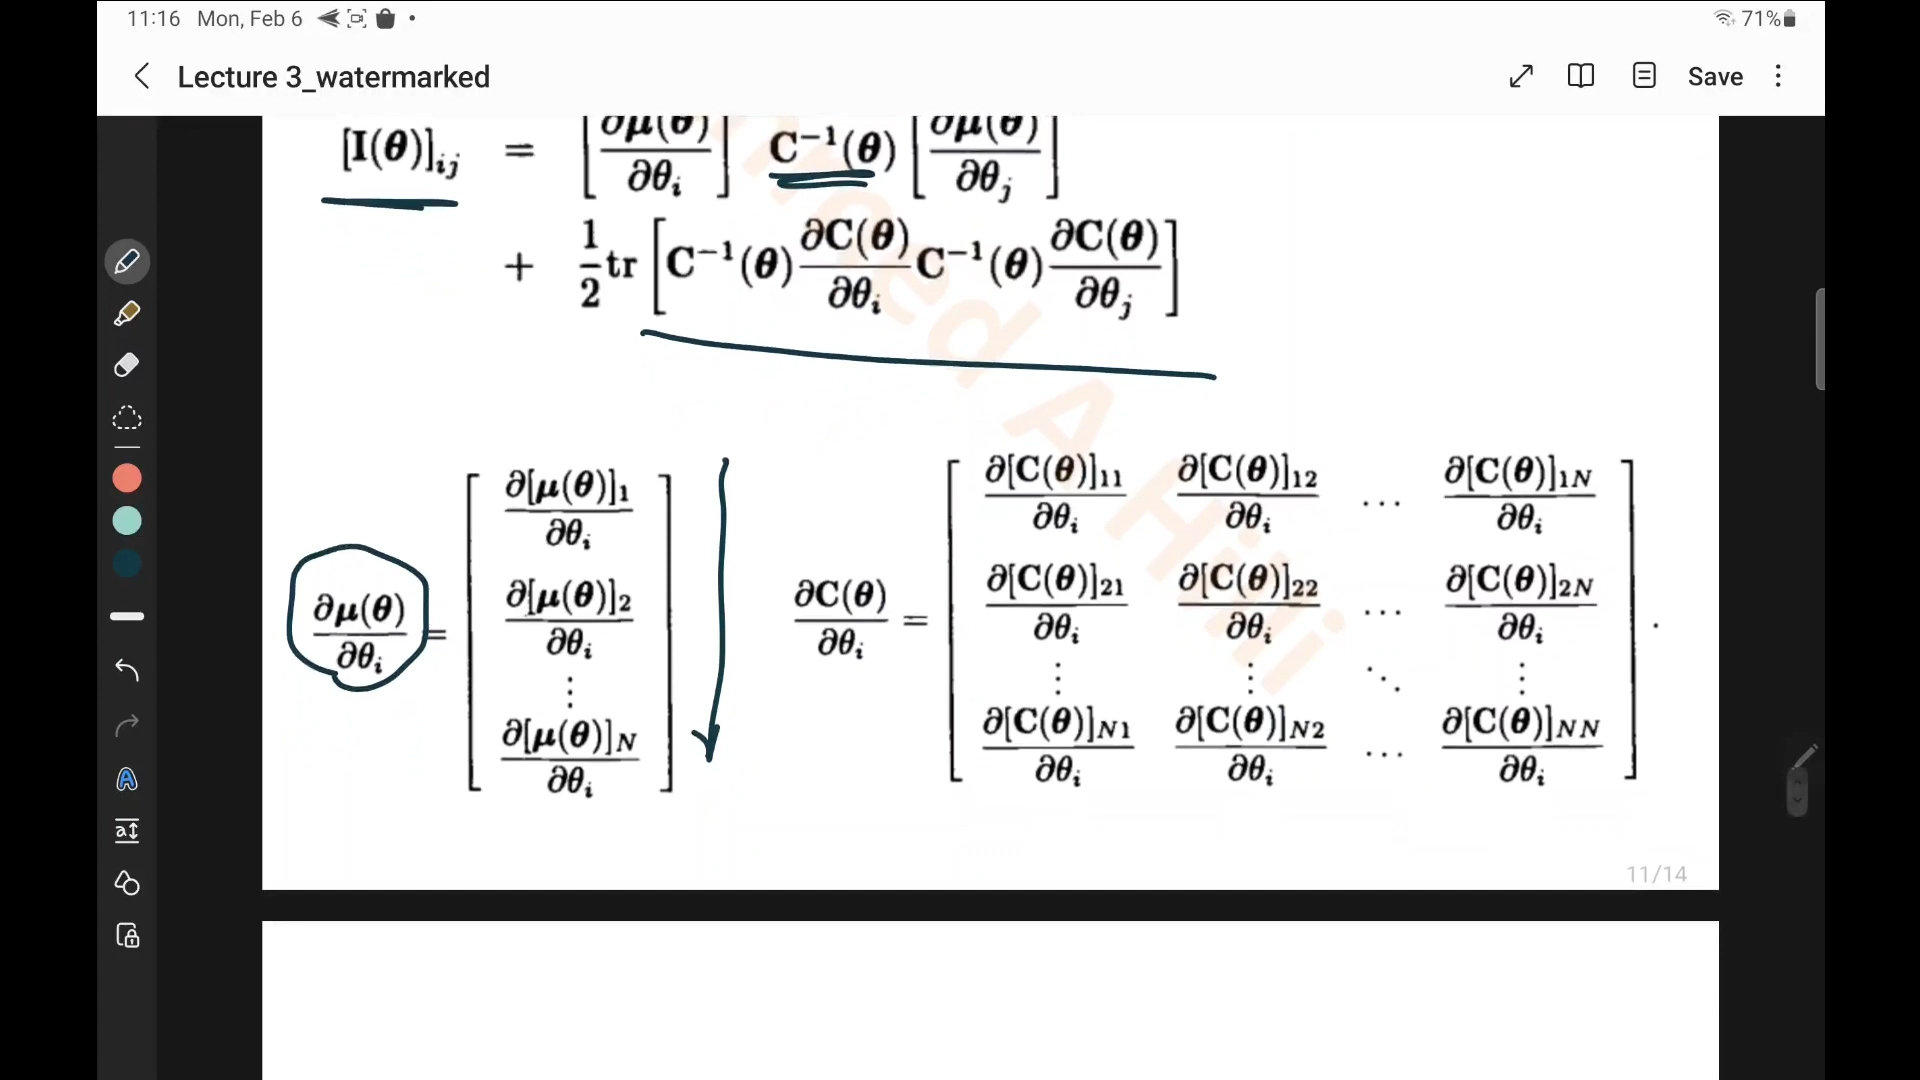 11:16 Mon, Feb 6
71%
Lecture 3_watermarked
Save
[I(θ)]ij = [∂μ(θ)/∂θi] C⁻¹(θ) [∂μ(θ)/∂θj]
+ 1/2 tr [C⁻¹(θ) ∂C(θ)/∂θi C⁻¹(θ) ∂C(θ)/∂θj]
∂μ(θ)/∂θi = [ ∂[μ(θ)]1/∂θi
∂[μ(θ)]2/∂θi
⋮
∂[μ(θ)]N/∂θi ]
∂C(θ)/∂θi = [ ∂[C(θ)]11/∂θi ∂[C(θ)]12/∂θi ⋯ ∂[C(θ)]1N/∂θi
∂[C(θ)]21/∂θi ∂[C(θ)]22/∂θi ⋯ ∂[C(θ)]2N/∂θi
⋮ ⋮ ⋱ ⋮
∂[C(θ)]N1/∂θi ∂[C(θ)]N2/∂θi ⋯ ∂[C(θ)]NN/∂θi ] .
11/14